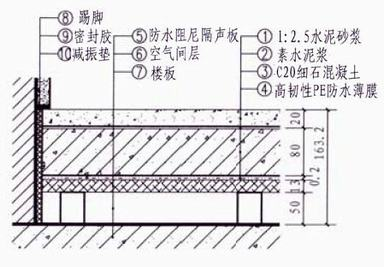 ⑧ 踢脚
⑨ 密封胶
⑩ 减振垫
⑤ 防水阻尼隔声板
⑥ 空气间层
⑦ 楼板
① 1:2.5水泥砂浆
② 素水泥浆
③ C20细石混凝土
④ 高韧性PE防水薄膜
20
80
13
0.2
50
163.2